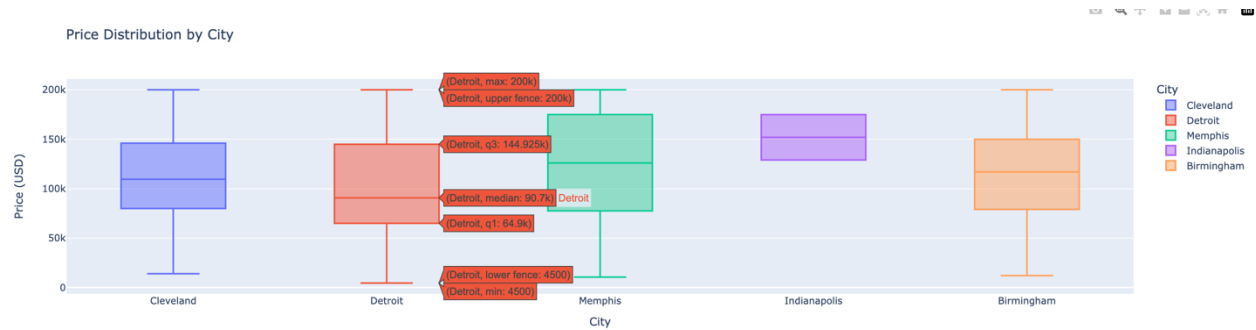 Price Distribution by City
Price (USD)
200k
150k
100k
50k
0
(Detroit, max: 200k)
(Detroit, upper fence: 200k)
(Detroit, q3: 144.925k)
(Detroit, median: 90.7k) Detroit
(Detroit, q1: 64.9k)
(Detroit, lower fence: 4500)
(Detroit, min: 4500)
Cleveland
Detroit
Memphis
Indianapolis
Birmingham
City
City
Cleveland
Detroit
Memphis
Indianapolis
Birmingham